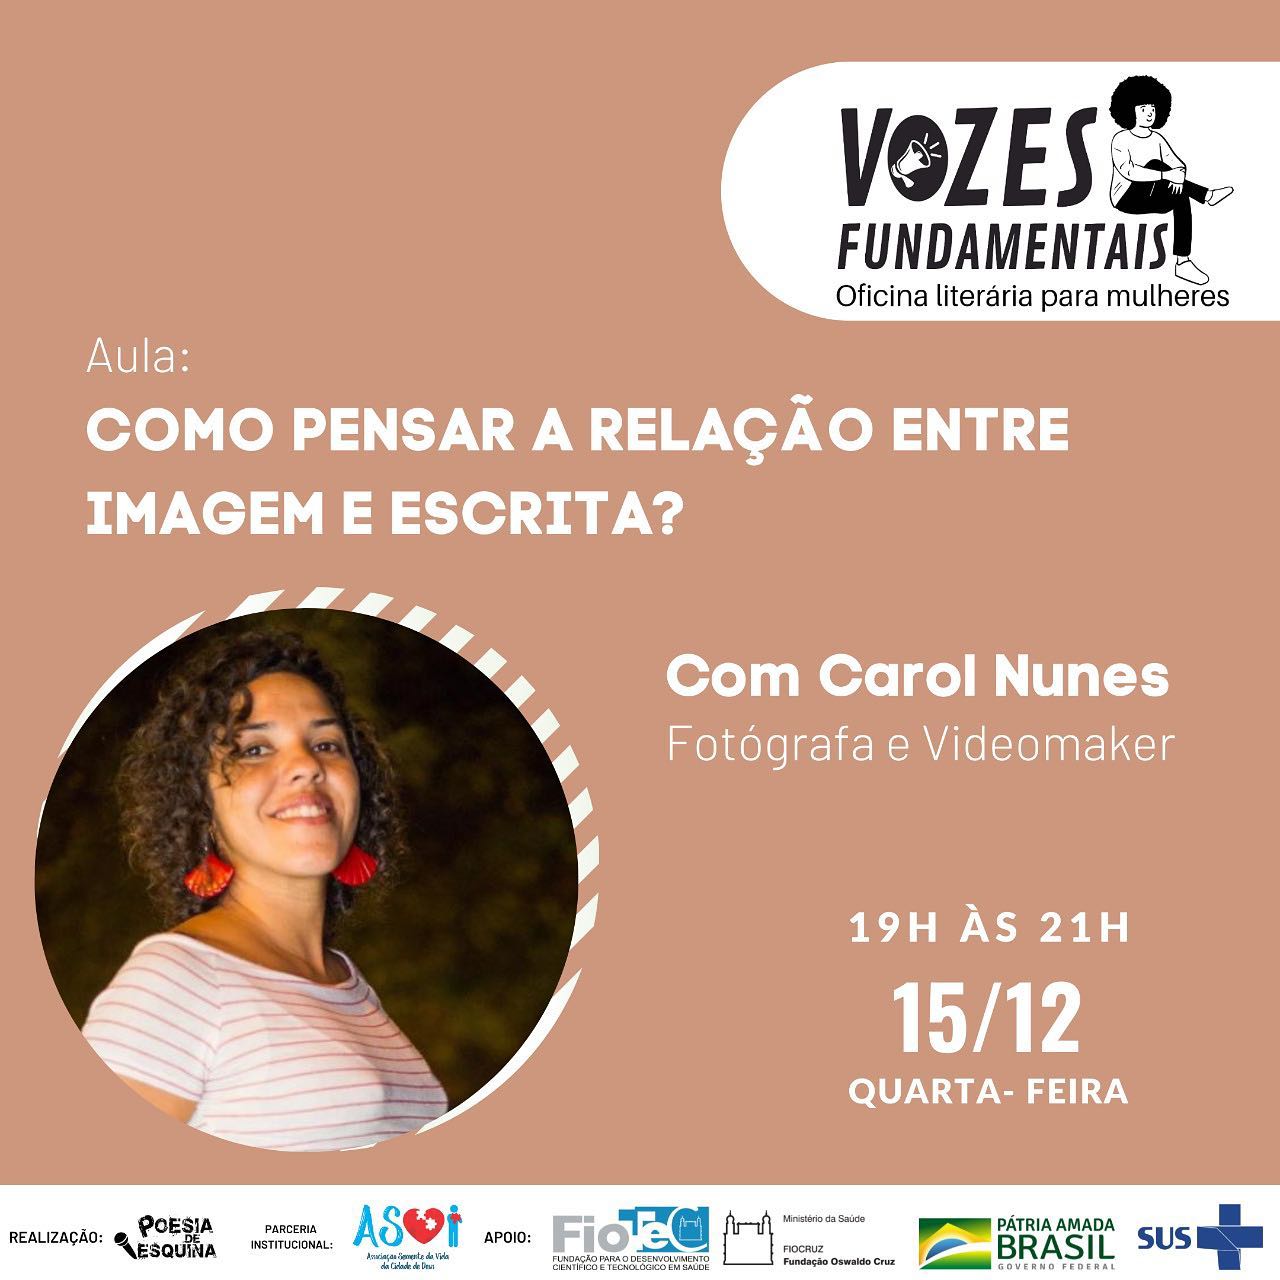 VOZES
FUNDAMENTAIS
Oficina literária para mulheres
Aula:
COMO PENSAR A RELAÇÃO ENTRE
IMAGEM E ESCRITA?
Com Carol Nunes
Fotógrafa e Videomaker
19H ÀS 21H
15/12
QUARTA- FEIRA
REALIZAÇÃO:
POESIA
DE
ESQUINA
PARCERIA
INSTITUCIONAL:
ASVI
Associação Semente da Vida
da Cidade de Deus
APOIO:
FioTeC
FUNDAÇÃO PARA O DESENVOLVIMENTO
CIENTÍFICO E TECNOLÓGICO EM SAÚDE
Ministério da Saúde
FIOCRUZ
Fundação Oswaldo Cruz
PÁTRIA AMADA
BRASIL
GOVERNO FEDERAL
SUS